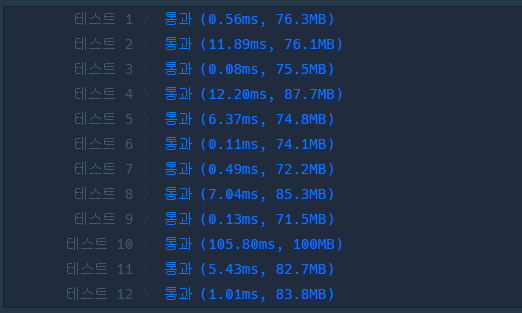 테스트 1 〉 통과 (0.56ms, 76.3MB)
테스트 2 〉 통과 (11.89ms, 76.1MB)
테스트 3 〉 통과 (0.08ms, 75.5MB)
테스트 4 〉 통과 (12.20ms, 87.7MB)
테스트 5 〉 통과 (6.37ms, 74.8MB)
테스트 6 〉 통과 (0.11ms, 74.1MB)
테스트 7 〉 통과 (0.49ms, 72.2MB)
테스트 8 〉 통과 (7.04ms, 85.3MB)
테스트 9 〉 통과 (0.13ms, 71.5MB)
테스트 10 〉 통과 (105.80ms, 100MB)
테스트 11 〉 통과 (5.43ms, 82.7MB)
테스트 12 〉 통과 (1.01ms, 83.8MB)